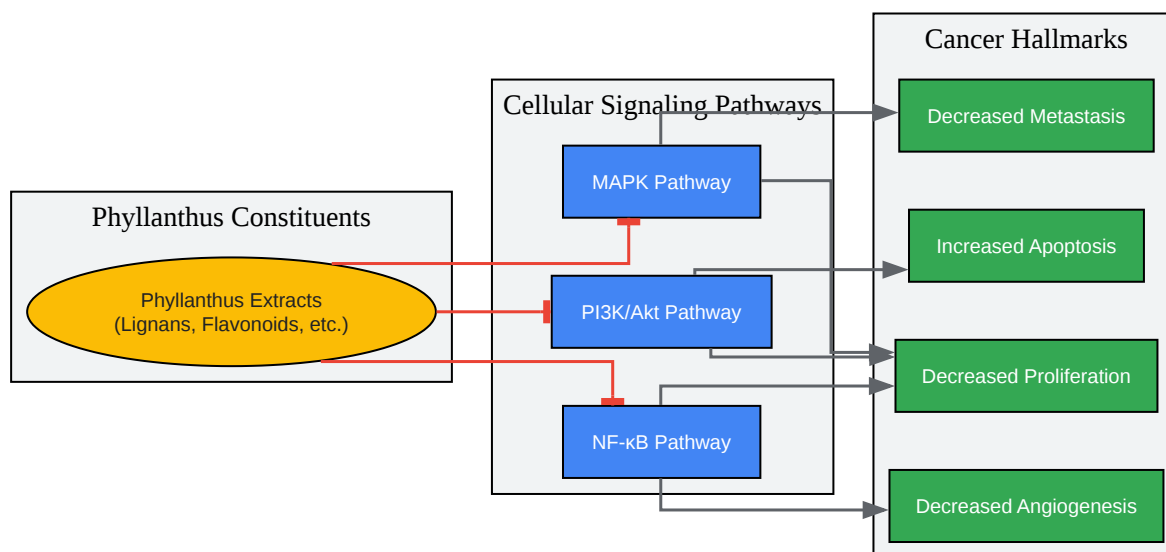 Phyllanthus Constituents
Phyllanthus Extracts
(Lignans, Flavonoids, etc.)
Cellular Signaling Pathways
MAPK Pathway
PI3K/Akt Pathway
NF-κB Pathway
Cancer Hallmarks
Decreased Metastasis
Increased Apoptosis
Decreased Proliferation
Decreased Angiogenesis